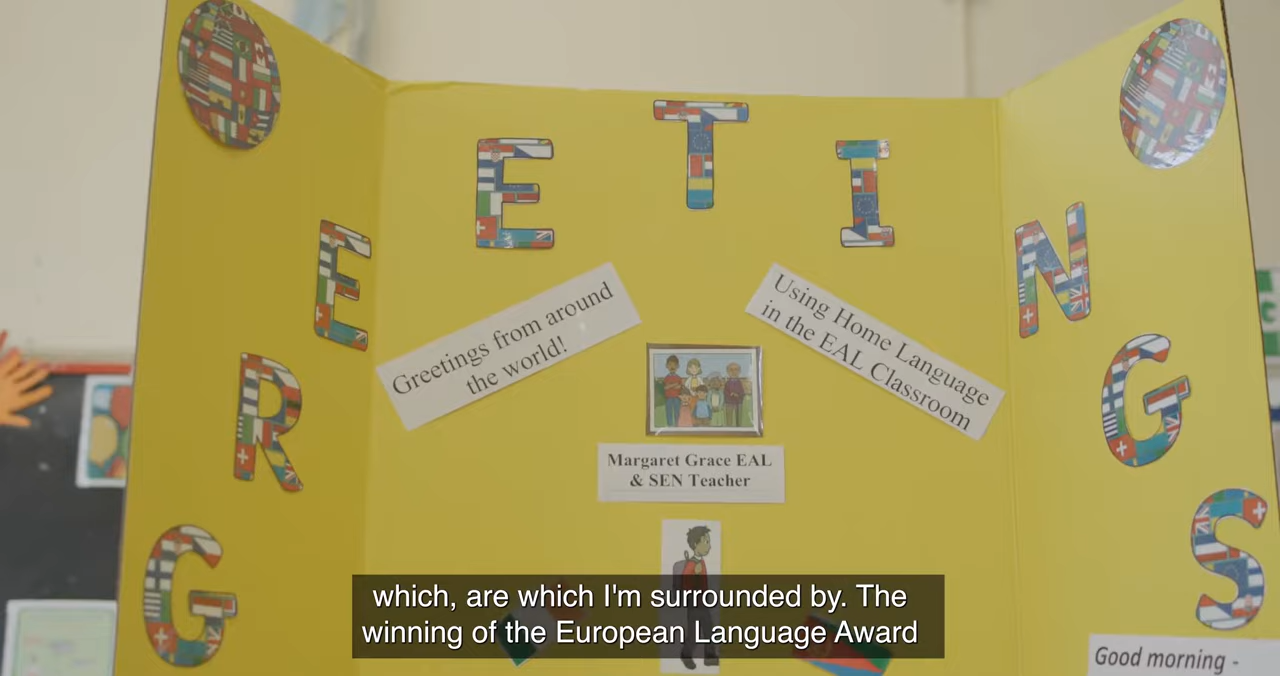 GREETINGS
Greetings from around
the world!
Using Home Language
in the EAL Classroom
Margaret Grace EAL
& SEN Teacher
which, are which I'm surrounded by. The
winning of the European Language Award
Good morning -